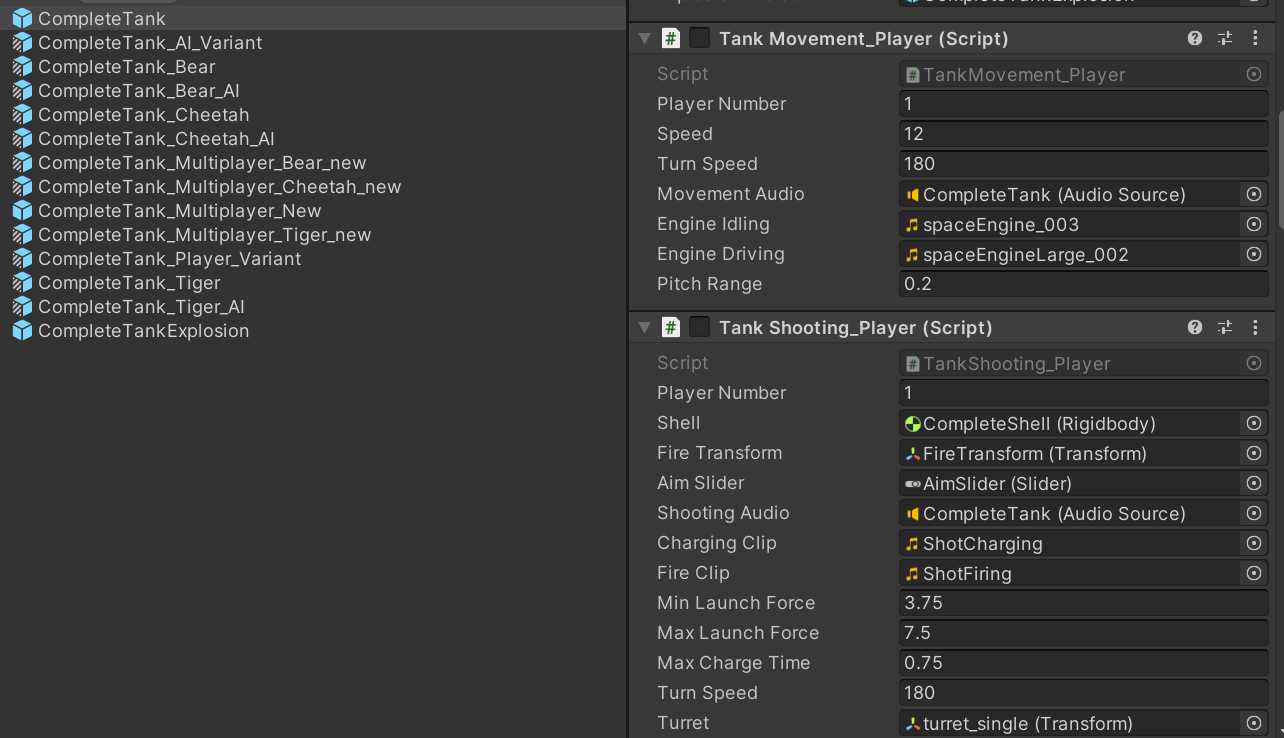 CompleteTank
CompleteTank_AI_Variant
CompleteTank_Bear
CompleteTank_Bear_AI
CompleteTank_Cheetah
CompleteTank_Cheetah_AI
CompleteTank_Multiplayer_Bear_new
CompleteTank_Multiplayer_Cheetah_new
CompleteTank_Multiplayer_New
CompleteTank_Multiplayer_Tiger_new
CompleteTank_Player_Variant
CompleteTank_Tiger
CompleteTank_Tiger_AI
CompleteTankExplosion
# Tank Movement_Player (Script)
Script # TankMovement_Player
Player Number 1
Speed 12
Turn Speed 180
Movement Audio CompleteTank (Audio Source)
Engine Idling spaceEngine_003
Engine Driving spaceEngineLarge_002
Pitch Range 0.2
# Tank Shooting_Player (Script)
Script # TankShooting_Player
Player Number 1
Shell CompleteShell (Rigidbody)
Fire Transform FireTransform (Transform)
Aim Slider AimSlider (Slider)
Shooting Audio CompleteTank (Audio Source)
Charging Clip ShotCharging
Fire Clip ShotFiring
Min Launch Force 3.75
Max Launch Force 7.5
Max Charge Time 0.75
Turn Speed 180
Turret turret_single (Transform)